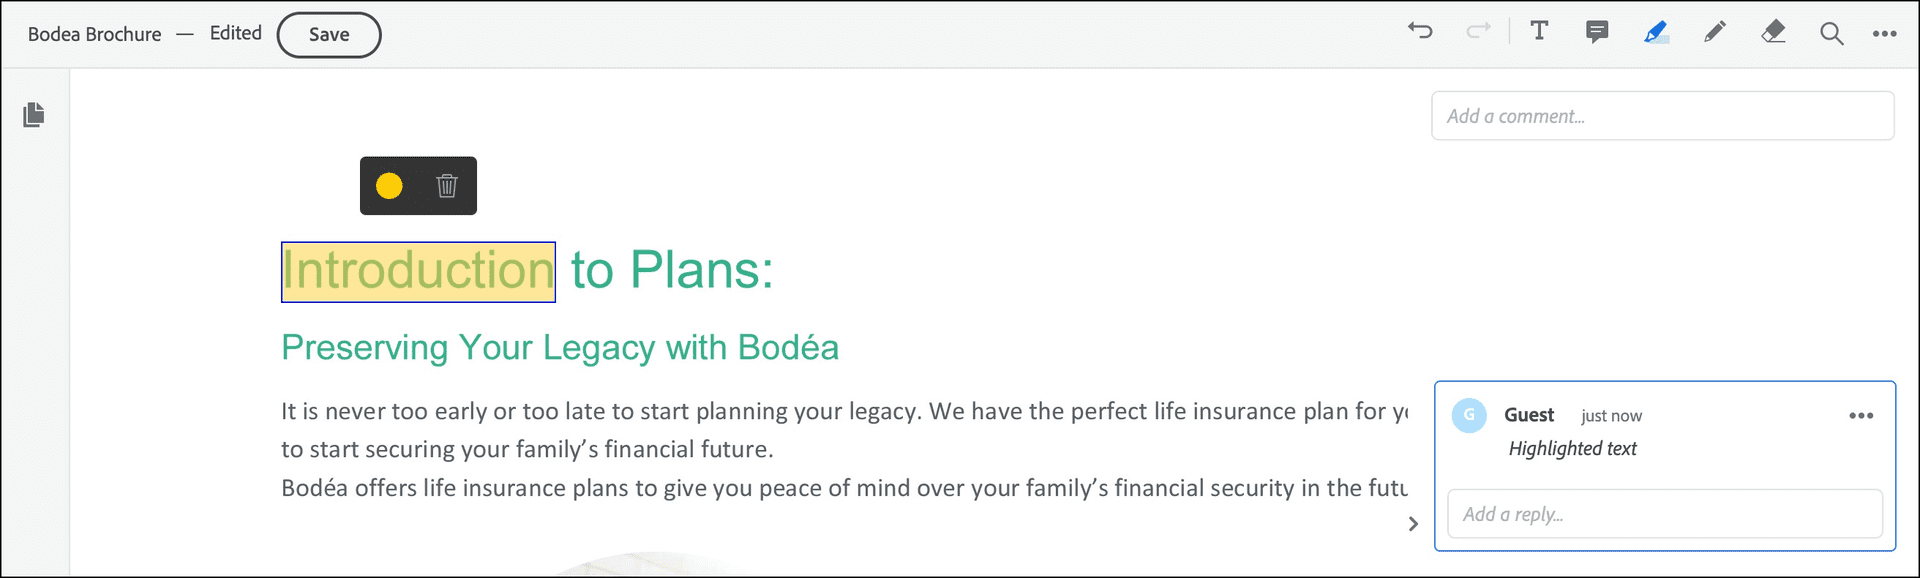 Bodea Brochure — Edited Save
T
Add a comment...
Introduction to Plans:
Preserving Your Legacy with Bodéa
It is never too early or too late to start planning your legacy. We have the perfect life insurance plan for
to start securing your family’s financial future.
Bodéa offers life insurance plans to give you peace of mind over your family’s financial security in the
G Guest just now
Highlighted text
Add a reply...